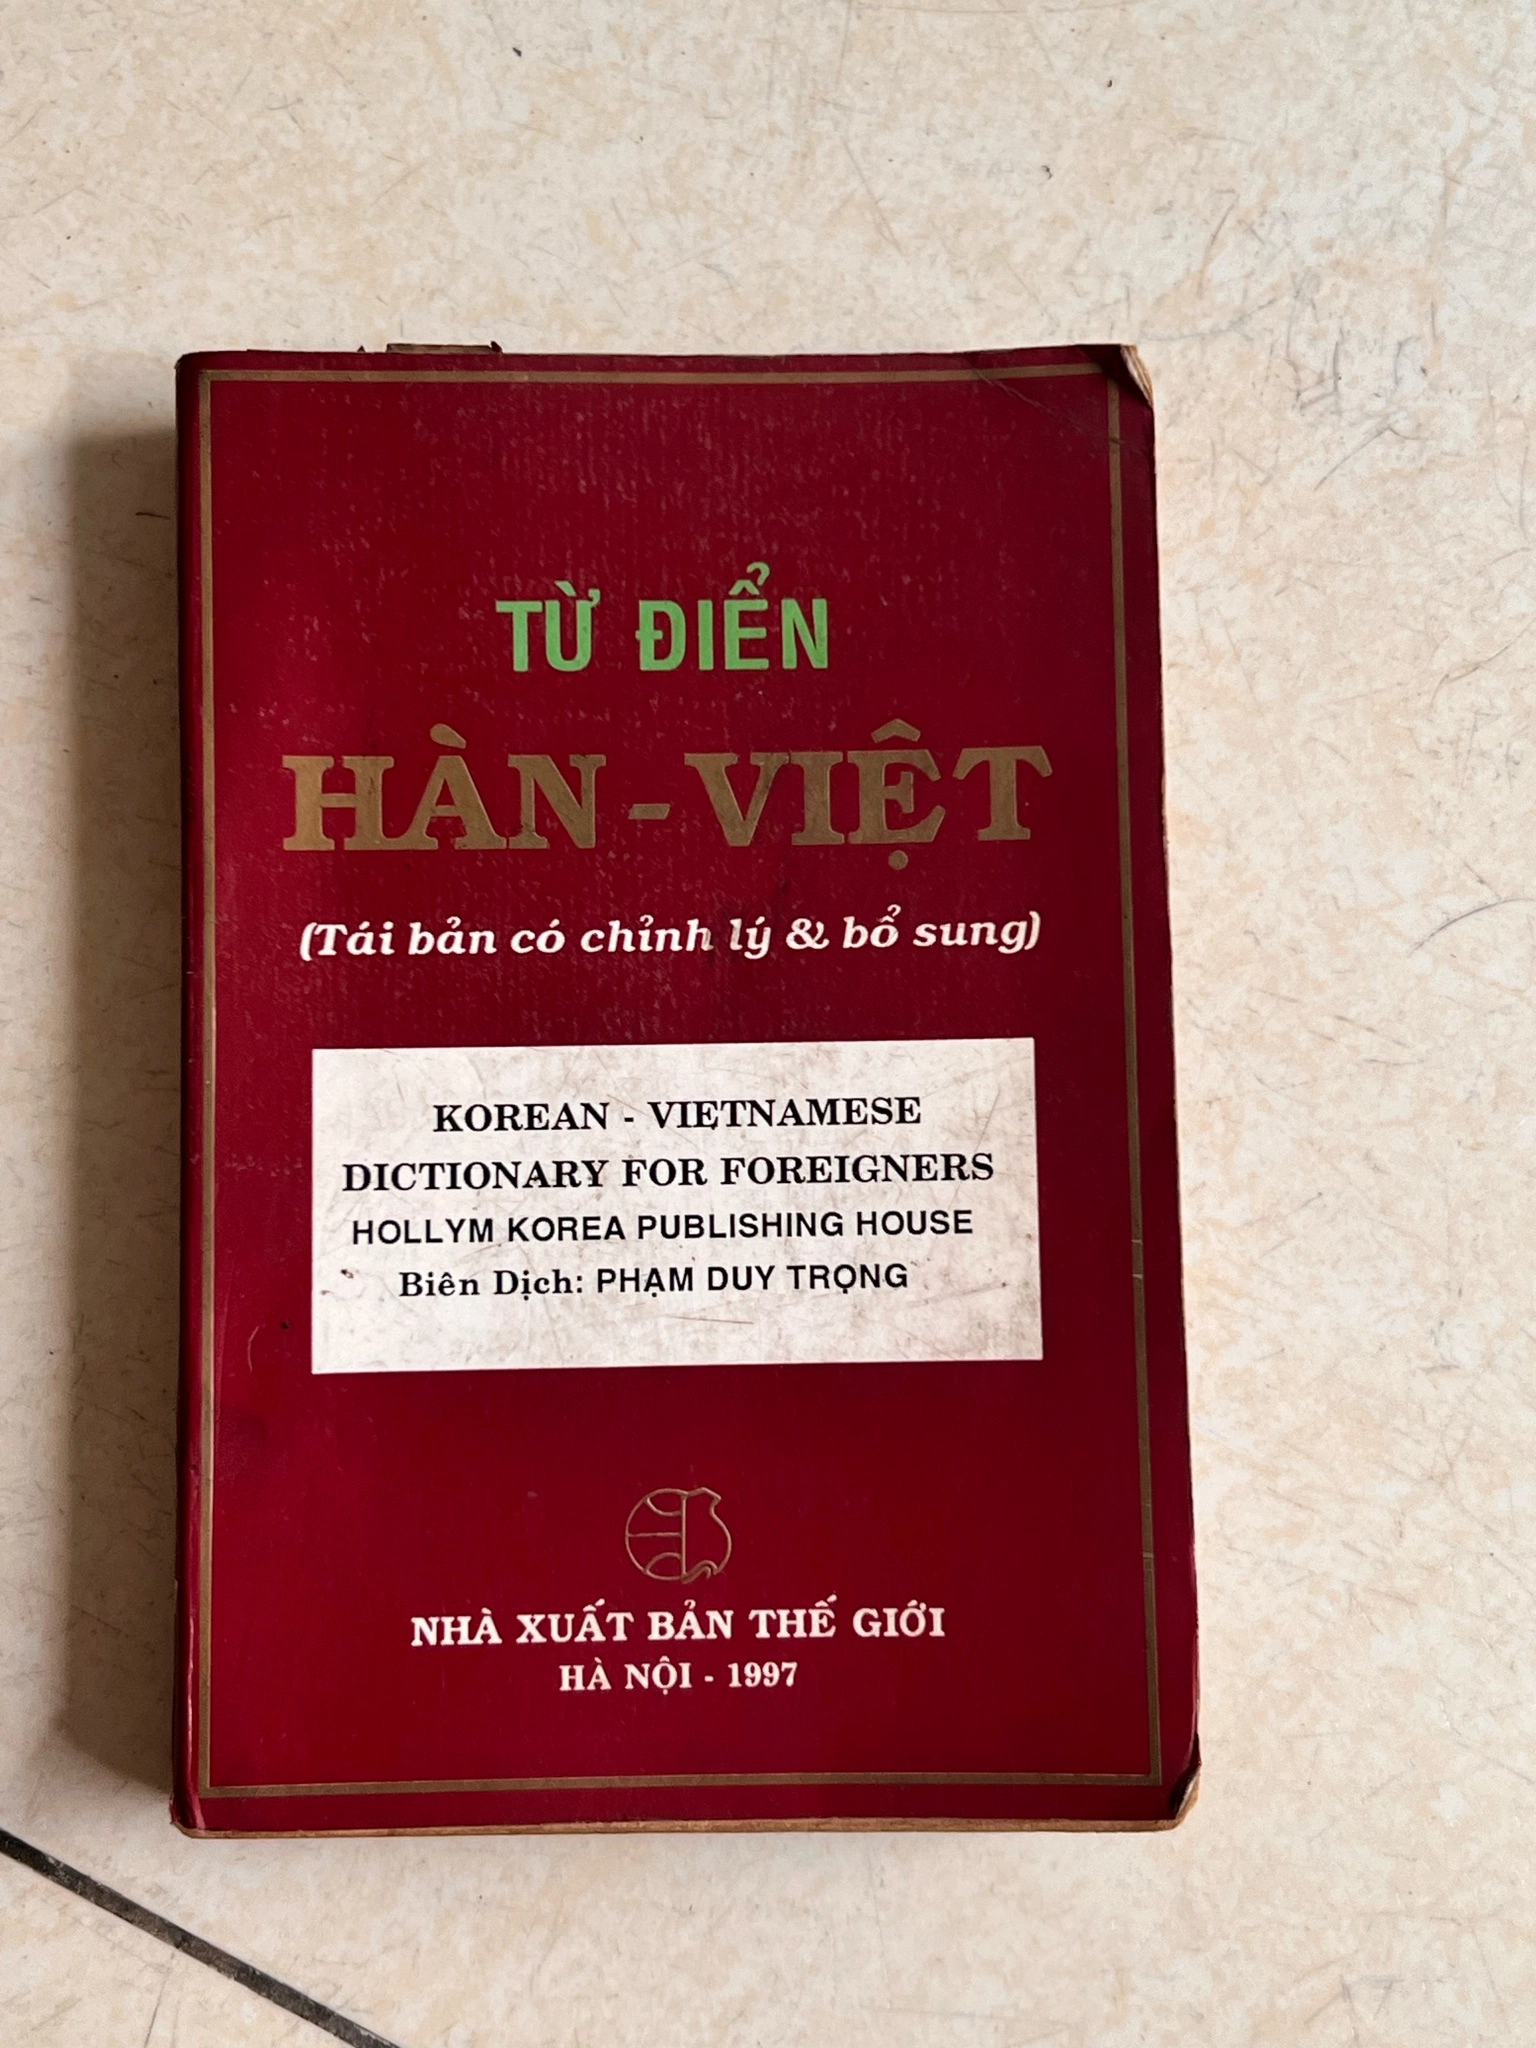 TỪ ĐIỂN
HÀN - VIỆT
(Tái bản có chỉnh lý & bổ sung)
KOREAN - VIETNAMESE
DICTIONARY FOR FOREIGNERS
HOLLYM KOREA PUBLISHING HOUSE
Biên Dịch: PHẠM DUY TRỌNG
NHÀ XUẤT BẢN THẾ GIỚI
HÀ NỘI - 1997